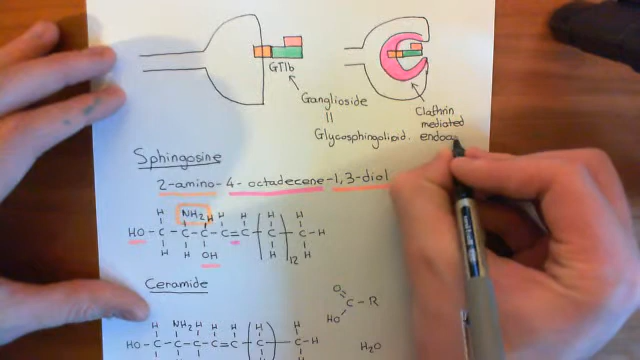 GT1b
Ganglioside
=
Glycosphingolipid.
Clathrin
mediated
endocy
Sphingosine
2-amino-4-octadecene-1,3-diol
H NH₂ H H H H H
HO-C-C-C-C=C-C-C-H
H H OH H H
12
Ceramide
O
C-R
HO
H NH₂ H H H H H
HO-C-C-C-C=C-C-C-H
H₂O